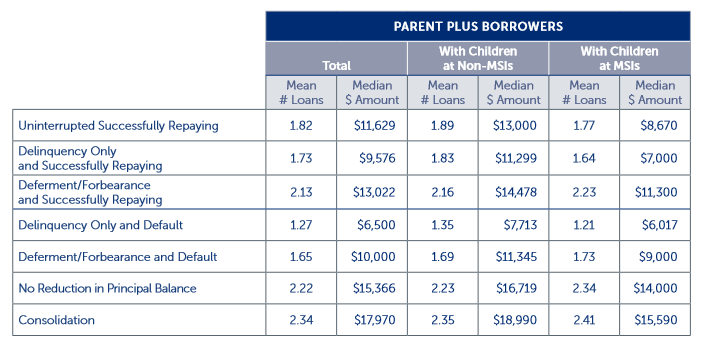 PARENT PLUS BORROWERS
Total
With Children
at Non-MSIs
With Children
at MSIs
Mean
# Loans
Median
$ Amount
Mean
# Loans
Median
$ Amount
Mean
# Loans
Median
$ Amount
Uninterrupted Successfully Repaying 1.82 $11,629 1.89 $13,000 1.77 $8,670
Delinquency Only
and Successfully Repaying 1.73 $9,576 1.83 $11,299 1.64 $7,000
Deferment/Forbearance
and Successfully Repaying 2.13 $13,022 2.16 $14,478 2.23 $11,300
Delinquency Only and Default 1.27 $6,500 1.35 $7,713 1.21 $6,017
Deferment/Forbearance and Default 1.65 $10,000 1.69 $11,345 1.73 $9,000
No Reduction in Principal Balance 2.22 $15,366 2.23 $16,719 2.34 $14,000
Consolidation 2.34 $17,970 2.35 $18,990 2.41 $15,590